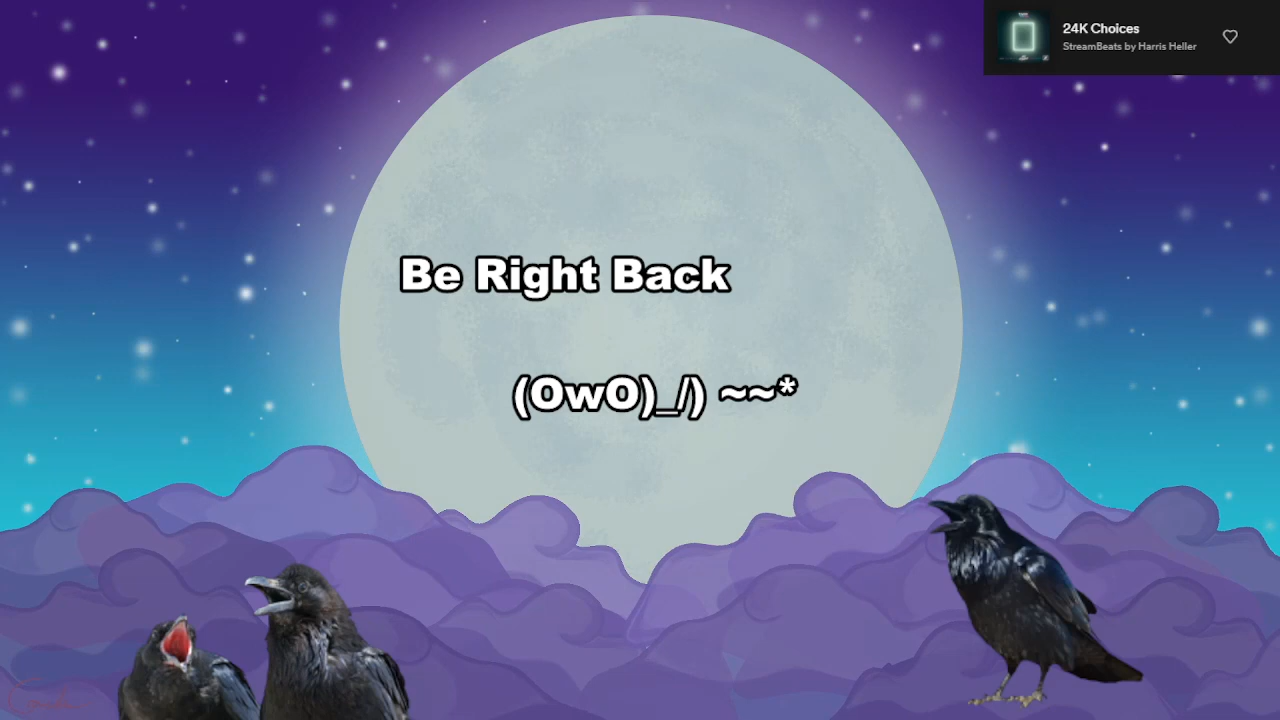 24K Choices
StreamBeats by Harris Heller
Be Right Back
(OwO)_/) ~~*